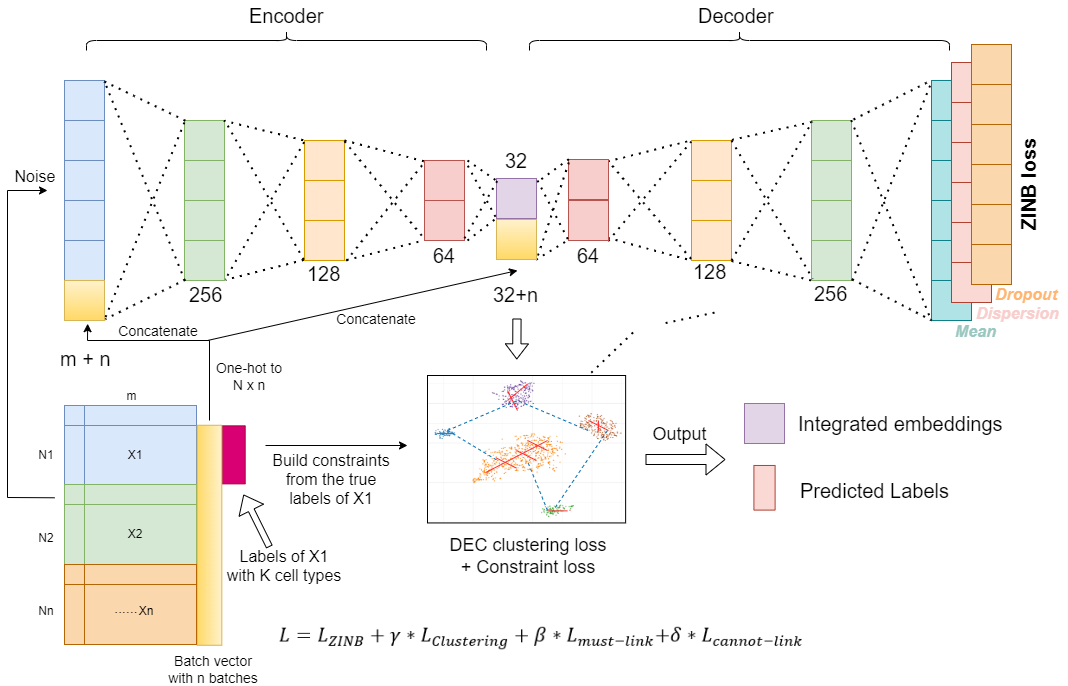 Encoder
Decoder
Noise
32
ZINB loss
256
128
64
32+n
64
128
256
Dropout
Dispersion
Mean
Concatenate
Concatenate
m + n
One-hot to
N x n
m
N1
X1
N2
X2
Nn
......Xn
Build constraints
from the true
labels of X1
Labels of X1
with K cell types
Batch vector
with n batches
DEC clustering loss
+ Constraint loss
Output
Integrated embeddings
Predicted Labels
L = L_{ZINB} + γ * L_{Clustering} + β * L_{must−link}+δ * L_{cannot−link}